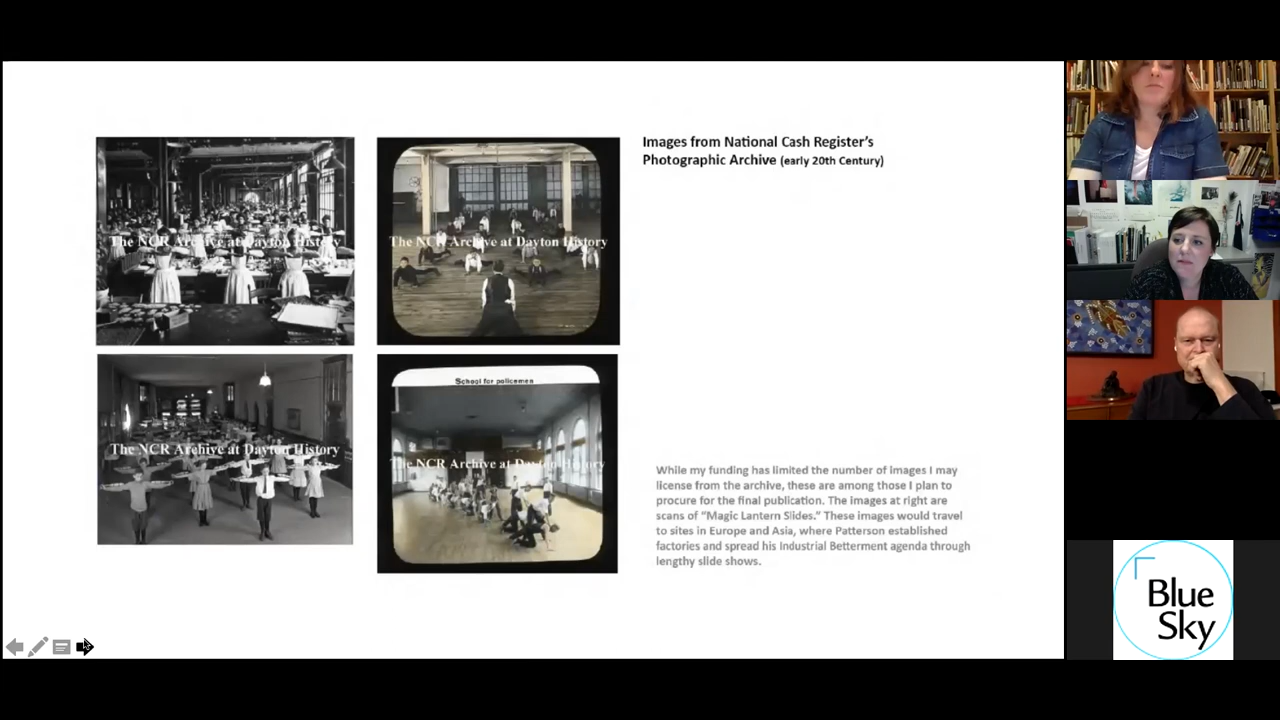 Images from National Cash Register's
Photographic Archive (early 20th Century)
The NCR Archive at Dayton History
The NCR Archive at Dayton History
School for policemen
The NCR Archive at Dayton History
The NCR Archive at Dayton History
While my funding has limited the number of images I may
license from the archive, these are among those I plan to
procure for the final publication. The images at right are
scans of "Magic Lantern Slides." These images would travel
to sites in Europe and Asia, where Patterson established
factories and spread his Industrial Betterment agenda through
lengthy slide shows.
Blue
Sky